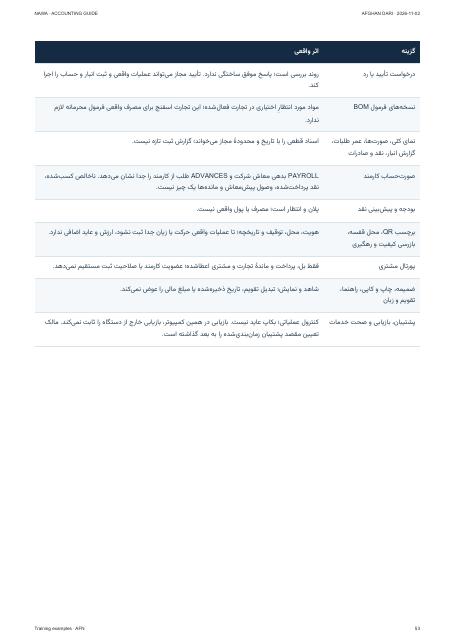 NAWA · ACCOUNTING GUIDE
AFGHAN DARI · 2026-11-02
گزینه
اثر واقعی
درخواست تأیید یا رد
روند بررسی است؛ پاسخ موفق ساختگی ندارد. تأیید مجاز می‌تواند عملیات واقعی و ثبت انبار و حساب را اجرا
کند.
نسخه‌های فرمول BOM
مواد مورد انتظار اختیاری در تجارت فعال‌شده؛ این تجارت اسفنج برای مصرف واقعی فرمول محرمانه لازم
ندارد.
نمای کلی، صورت‌ها، عمر طلبات،
گزارش انبار، نقد و صادرات
اسناد قطعی را با تاریخ و محدودهٔ مجاز می‌خواند؛ گزارش ثبت تازه نیست.
صورت‌حساب کارمند
PAYROLL بدهی معاش شرکت و ADVANCES طلب از کارمند را جدا نشان می‌دهد. ناخالص کسب‌شده،
نقد پرداخت‌شده، وصول پیش‌معاش و مانده‌ها یک چیز نیست.
بودجه و پیش‌بینی نقد
پلان و انتظار است؛ مصرف یا پول واقعی نیست.
برچسب QR، محل قفسه،
بازرسی کیفیت و رهگیری
هویت، محل، توقیف و تاریخچه؛ تا عملیات واقعی حرکت یا زیان جدا ثبت نشود، ارزش و عاید اضافی ندارد.
پورتال مشتری
فقط بل، پرداخت و ماندهٔ تجارت و مشتری اعطاشده؛ عضویت کارمند یا صلاحیت ثبت مستقیم نمی‌دهد.
ضمیمه، چاپ و کاپی، راهنما،
تقویم و زبان
شاهد و نمایش؛ تبدیل تقویم، تاریخ ذخیره‌شده یا مبلغ مالی را عوض نمی‌کند.
پشتیبان، بازیابی و صحت خدمات
کنترول عملیاتی؛ بکاپ عاید نیست. بازیابی در همین کمپیوتر، بازیابی خارج از دستگاه را ثابت نمی‌کند. مالک
تعیین مقصد پشتیبان زمان‌بندی‌شده را به بعد گذاشته است.
Training examples · AFN
53